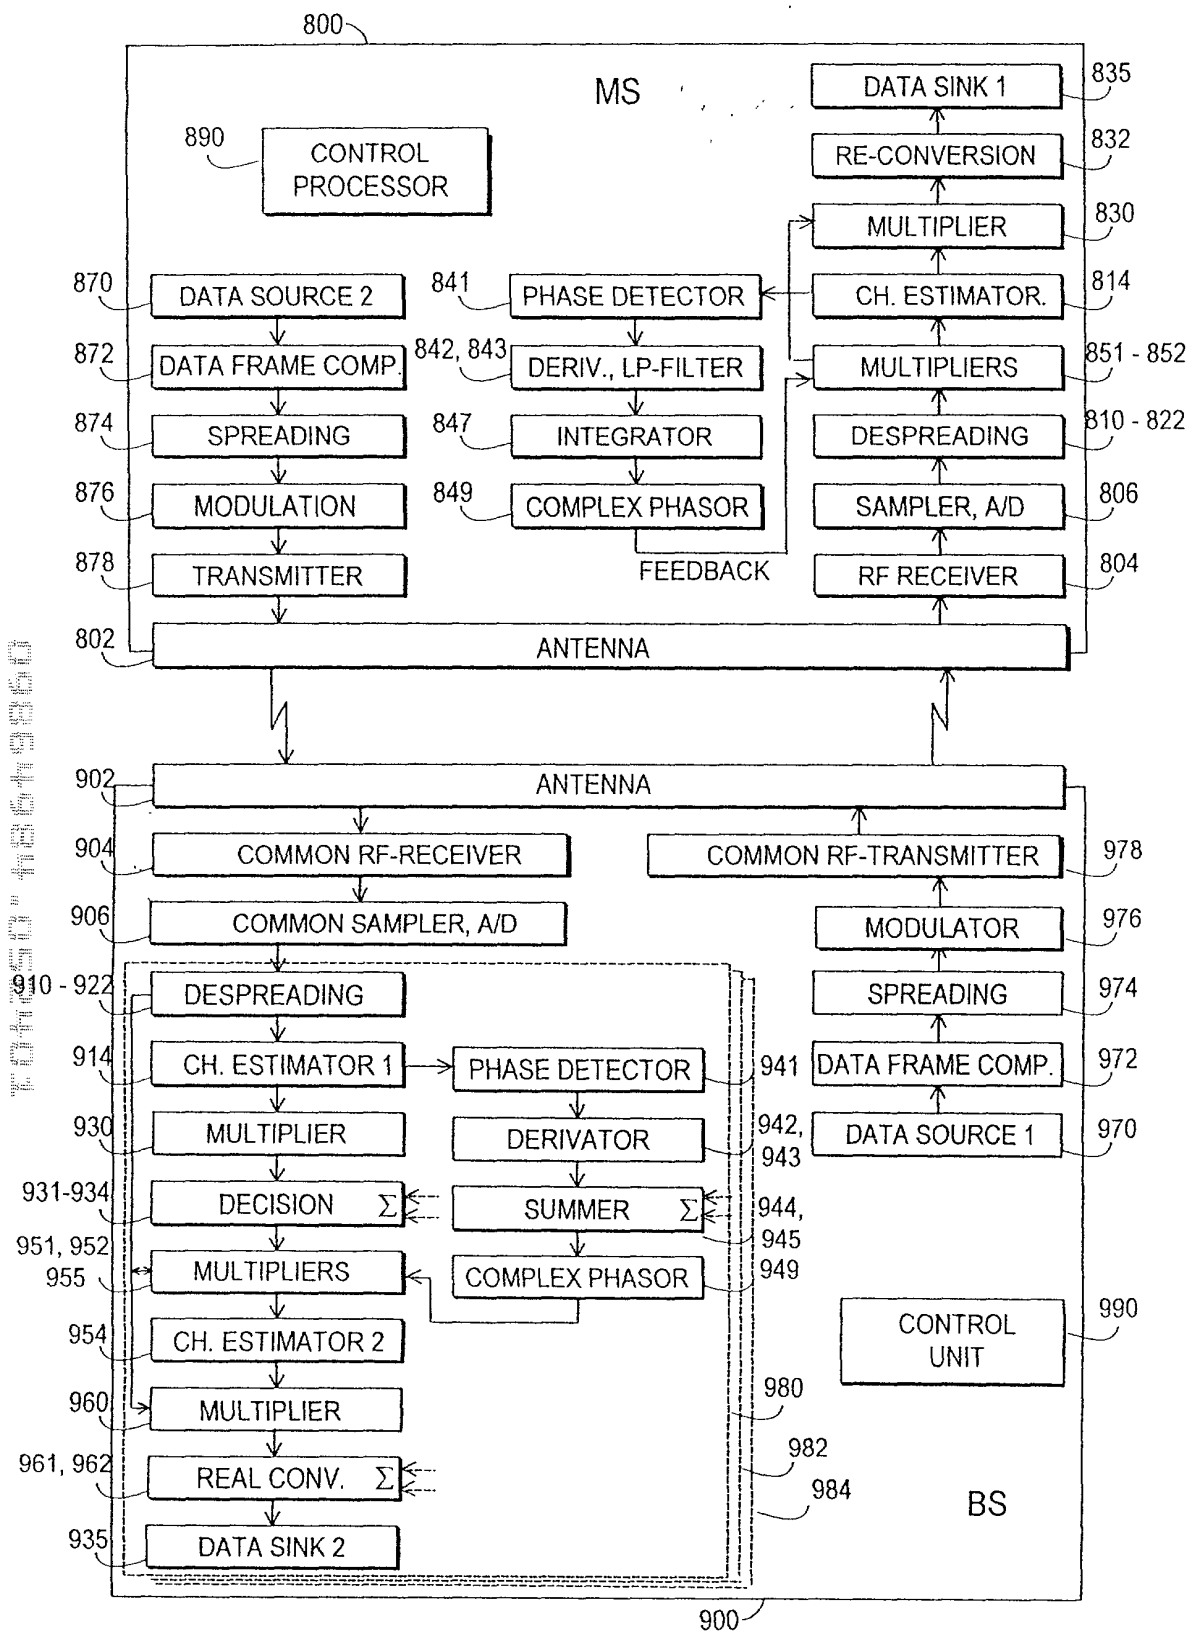 800
MS
DATA SINK 1
835
890
CONTROL
PROCESSOR
RE-CONVERSION
832
MULTIPLIER
830
870
DATA SOURCE 2
841
PHASE DETECTOR
CH. ESTIMATOR.
814
872
DATA FRAME COMP.
842, 843
DERIV., LP-FILTER
MULTIPLIERS
851 - 852
874
SPREADING
847
INTEGRATOR
DESPREADING
810 - 822
876
MODULATION
849
COMPLEX PHASOR
SAMPLER, A/D
806
878
TRANSMITTER
FEEDBACK
RF RECEIVER
804
802
ANTENNA
902
ANTENNA
904
COMMON RF-RECEIVER
COMMON RF-TRANSMITTER
978
906
COMMON SAMPLER, A/D
MODULATOR
976
910 - 922
DESPREADING
SPREADING
974
914
CH. ESTIMATOR 1
PHASE DETECTOR
941
DATA FRAME COMP.
972
930
MULTIPLIER
DERIVATOR
942,
943
DATA SOURCE 1
970
931-934
DECISION Σ
SUMMER Σ
944,
945
951, 952
955
MULTIPLIERS
COMPLEX PHASOR
949
954
CH. ESTIMATOR 2
CONTROL
UNIT
990
960
MULTIPLIER
980
961, 962
REAL CONV. Σ
982
984
BS
935
DATA SINK 2
900